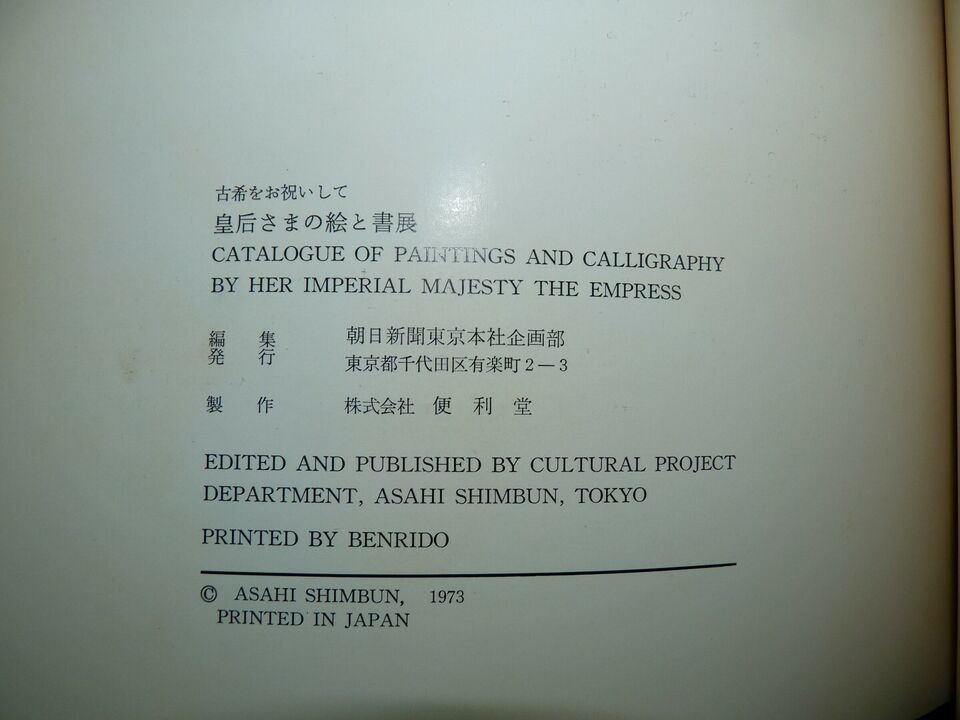 古希をお祝いして
皇后さまの絵と書展
CATALOGUE OF PAINTINGS AND CALLIGRAPHY
BY HER IMPERIAL MAJESTY THE EMPRESS
編集 朝日新聞東京本社企画部
発行 東京都千代田区有楽町2—3
製作 株式会社 便利堂
EDITED AND PUBLISHED BY CULTURAL PROJECT
DEPARTMENT, ASAHI SHIMBUN, TOKYO
PRINTED BY BENRIDO
© ASAHI SHIMBUN, 1973
PRINTED IN JAPAN